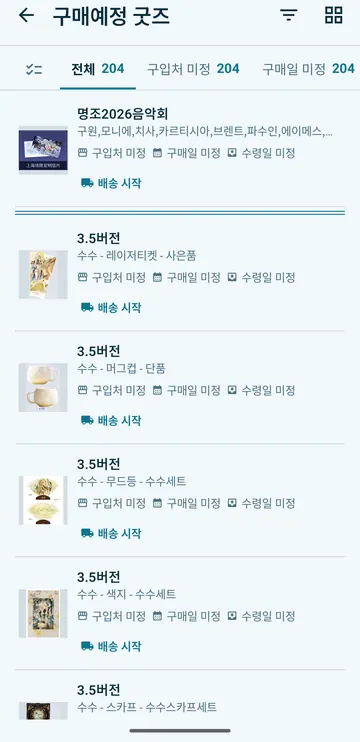 구매예정 굿즈
전체 204 구입처 미정 204 구매일 미정 204
명조2026음악회
구원,모니에,치사,카르티시아,브렌트,파수인,에이메스,...
구입처 미정 구매일 미정 수령일 미정
배송 시작
3.5버전
수수 - 레이저티켓 - 사은품
구입처 미정 구매일 미정 수령일 미정
배송 시작
3.5버전
수수 - 머그컵 - 단품
구입처 미정 구매일 미정 수령일 미정
배송 시작
3.5버전
수수 - 무드등 - 수수세트
구입처 미정 구매일 미정 수령일 미정
배송 시작
3.5버전
수수 - 색지 - 수수세트
구입처 미정 구매일 미정 수령일 미정
배송 시작
3.5버전
수수 - 스카프 - 수수스카프세트